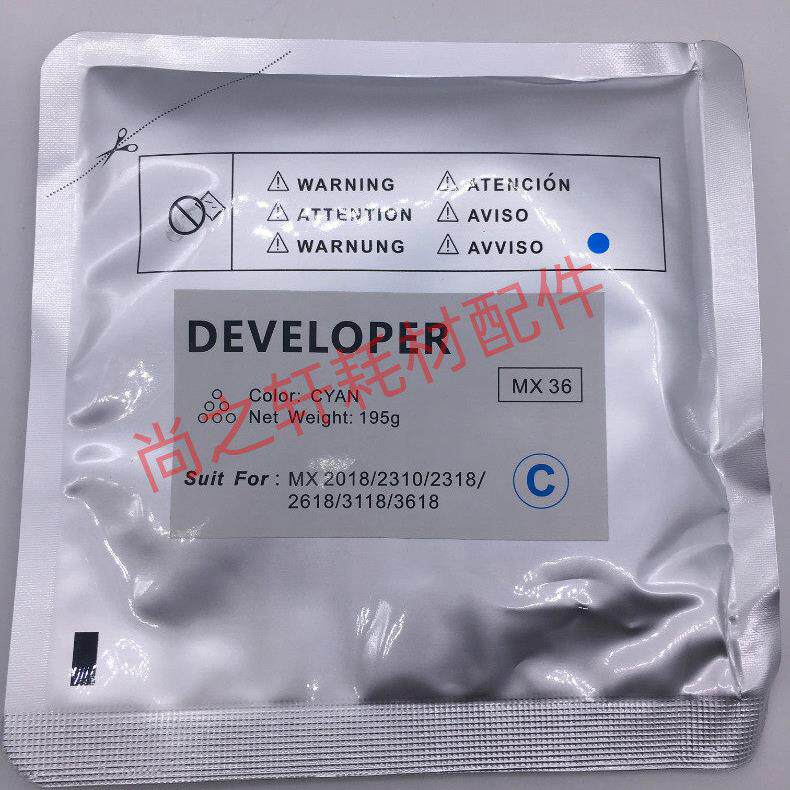 WARNING
ATENCIÓN
ATTENTION
AVISO
WARNUNG
AVVISO
DEVELOPER
Color: CYAN
Net Weight: 195g
MX 36
Suit For : MX 2018/2310/2318/
2618/3118/3618
C
尚之轩耗材配件